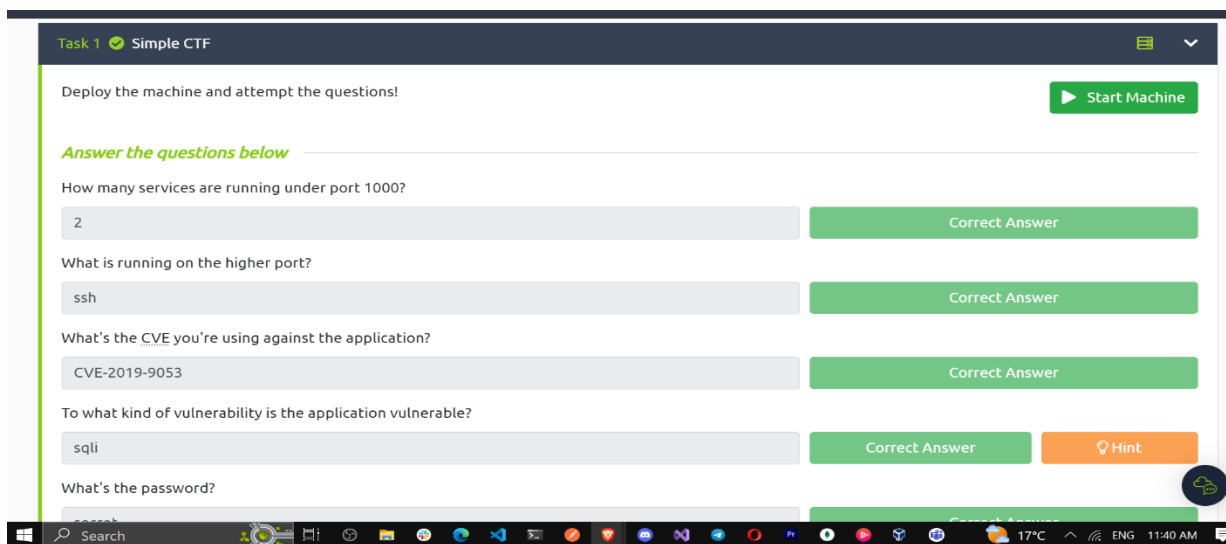 Task 1 Simple CTF
Deploy the machine and attempt the questions!
Start Machine
Answer the questions below
How many services are running under port 1000?
2 Correct Answer
What is running on the higher port?
ssh Correct Answer
What's the CVE you're using against the application?
CVE-2019-9053 Correct Answer
To what kind of vulnerability is the application vulnerable?
sqli Correct Answer Hint
What's the password?
secret Correct Answer
Search 17°C ENG 11:40 AM